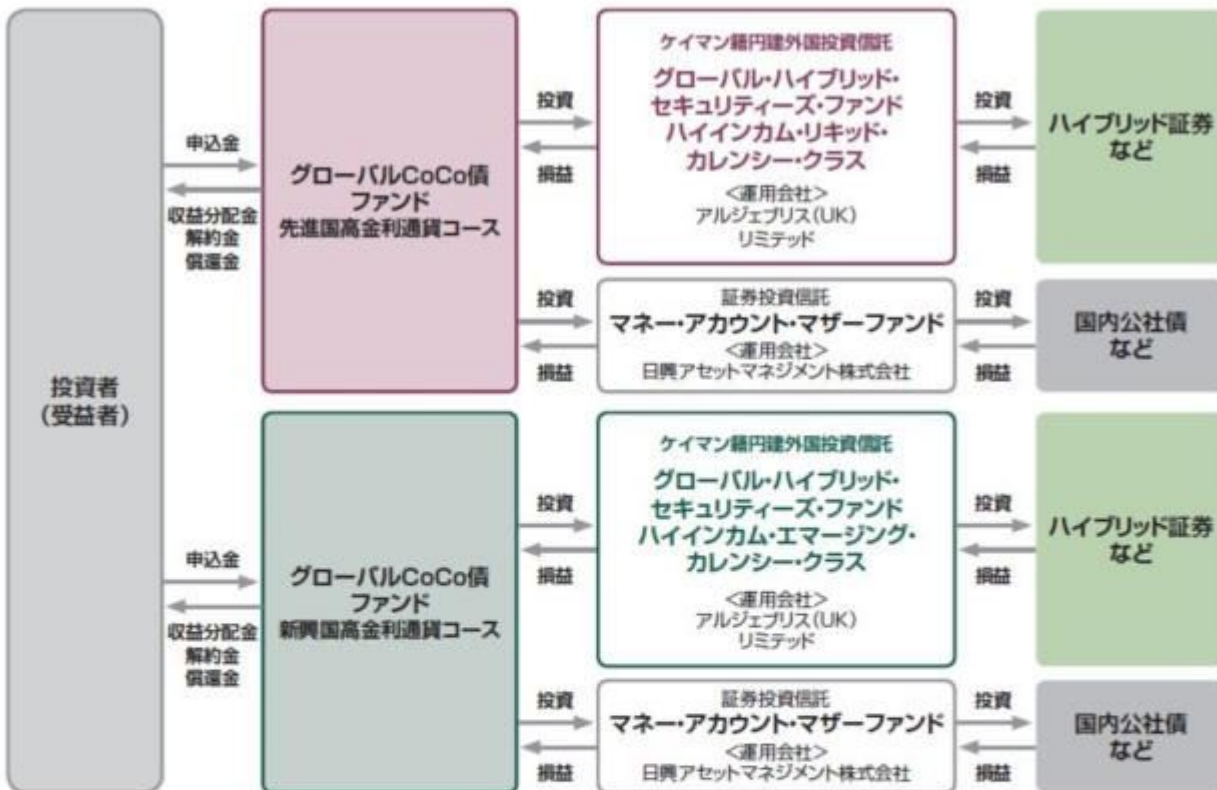 投資者
（受益者）
申込金
収益分配金
解約金
償還金
グローバルCoCo債
ファンド
先進国高金利通貨コース
投資
損益
ケイマン籍円建外国投資信託
グローバル・ハイブリッド・
セキュリティーズ・ファンド
ハイインカム・リキッド・
カレンシー・クラス
＜運用会社＞
アルジェブリス(UK)
リミテッド
投資
損益
ハイブリッド証券
など
投資
損益
証券投資信託
マネー・アカウント・マザーファンド
＜運用会社＞
日興アセットマネジメント株式会社
投資
損益
国内公社債
など
申込金
収益分配金
解約金
償還金
グローバルCoCo債
ファンド
新興国高金利通貨コース
投資
損益
ケイマン籍円建外国投資信託
グローバル・ハイブリッド・
セキュリティーズ・ファンド
ハイインカム・エマージング・
カレンシー・クラス
＜運用会社＞
アルジェブリス(UK)
リミテッド
投資
損益
ハイブリッド証券
など
投資
損益
証券投資信託
マネー・アカウント・マザーファンド
＜運用会社＞
日興アセットマネジメント株式会社
投資
損益
国内公社債
など